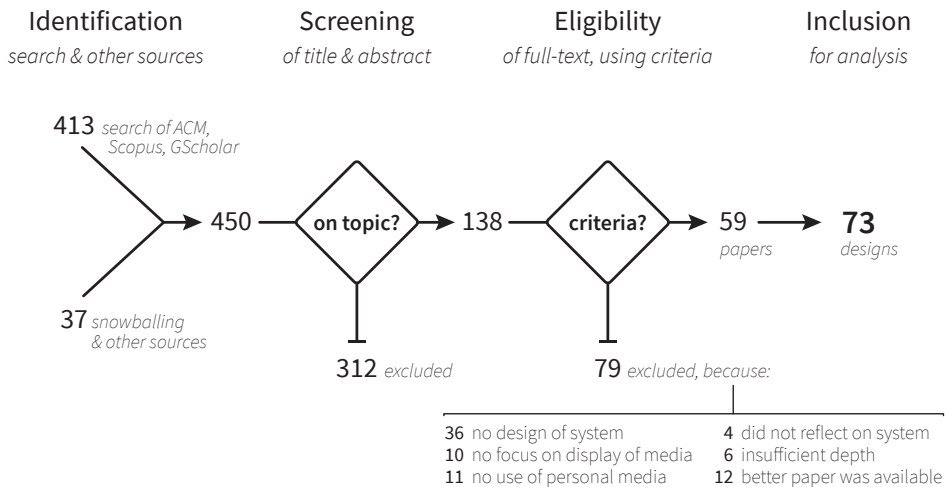 Identification
search & other sources
Screening
of title & abstract
Eligibility
of full-text, using criteria
Inclusion
for analysis
413 search of ACM,
Scopus, GScholar
37 snowballing
& other sources
450
on topic?
312 excluded
138
criteria?
79 excluded, because:
36 no design of system
10 no focus on display of media
11 no use of personal media
4 did not reflect on system
6 insufficient depth
12 better paper was available
59
papers
73
designs